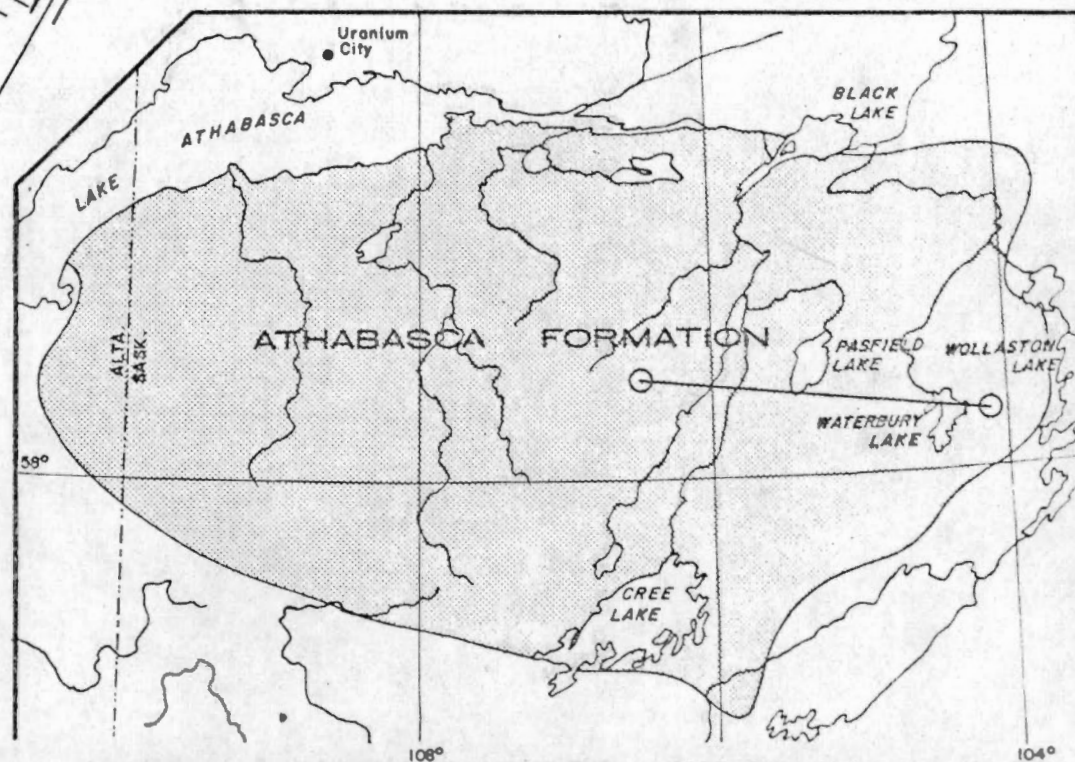 Uranium
City
BLACK
LAKE
ATHABASCA
LAKE
ATHABASCA FORMATION
ALTA
SASK.
PASFIELD
LAKE
WOLLASTON
LAKE
WATERBURY
LAKE
58°
CREE
LAKE
108°
104°